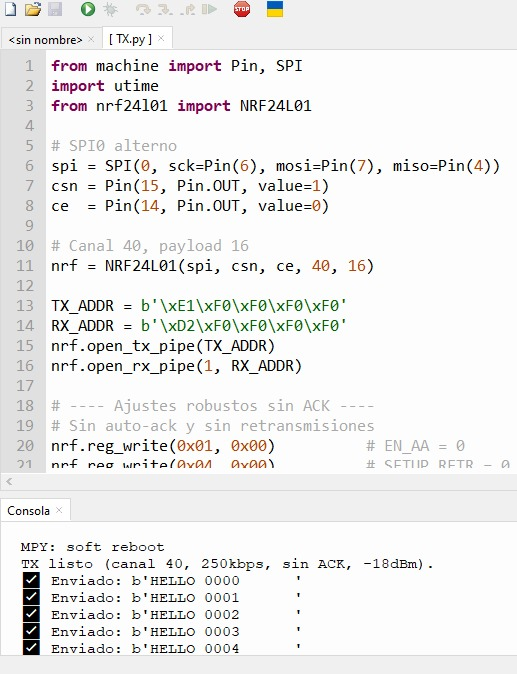 STOP
<sin nombre> ×
[ TX.py ] ×
1 from machine import Pin, SPI
2 import utime
3 from nrf24l01 import NRF24L01
4
5 # SPI0 alterno
6 spi = SPI(0, sck=Pin(6), mosi=Pin(7), miso=Pin(4))
7 csn = Pin(15, Pin.OUT, value=1)
8 ce  = Pin(14, Pin.OUT, value=0)
9
10 # Canal 40, payload 16
11 nrf = NRF24L01(spi, csn, ce, 40, 16)
12
13 TX_ADDR = b'\xE1\xF0\xF0\xF0\xF0'
14 RX_ADDR = b'\xD2\xF0\xF0\xF0\xF0'
15 nrf.open_tx_pipe(TX_ADDR)
16 nrf.open_rx_pipe(1, RX_ADDR)
17
18 # ---- Ajustes robustos sin ACK ----
19 # Sin auto-ack y sin retransmisiones
20 nrf.reg_write(0x01, 0x00)         # EN_AA = 0
21 nrf.reg_write(0x04, 0x00)         # SETUP_RETR = 0
Consola ×
MPY: soft reboot
TX listo (canal 40, 250kbps, sin ACK, -18dBm).
✓ Enviado: b'HELLO 0000      '
✓ Enviado: b'HELLO 0001      '
✓ Enviado: b'HELLO 0002      '
✓ Enviado: b'HELLO 0003      '
✓ Enviado: b'HELLO 0004      '